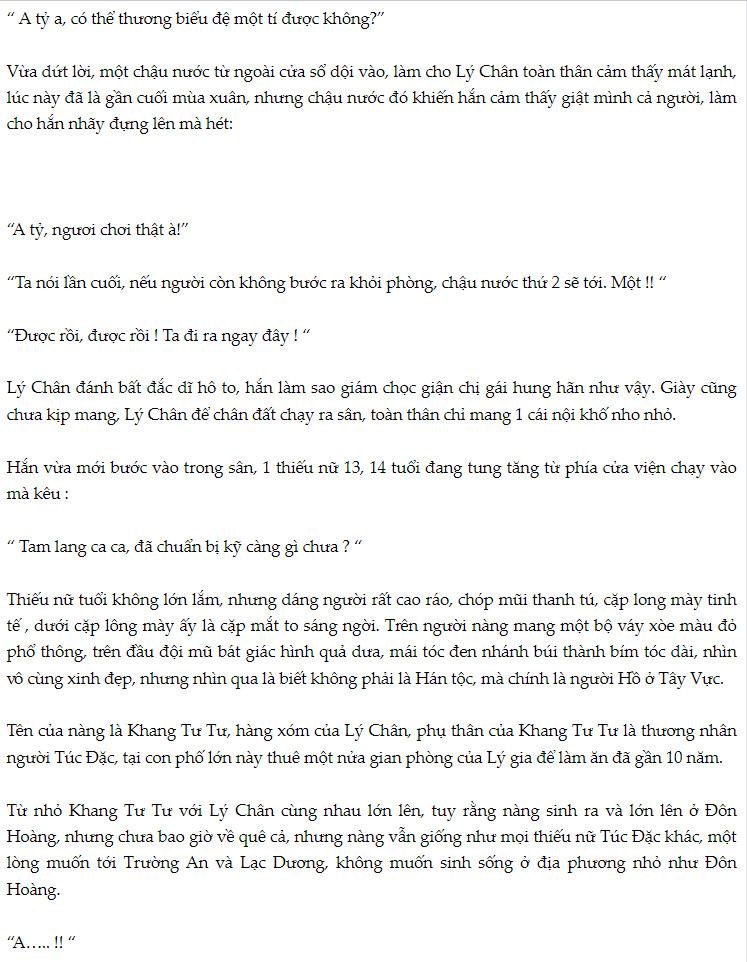 “ A tỷ a, có thể thương biểu đệ một tí được không?”
Vừa dứt lời, một chậu nước từ ngoài cửa sổ dội vào, làm cho Lý Chân toàn thân cảm thấy mát lạnh,
lúc này đã là gần cuối mùa xuân, nhưng chậu nước đó khiến hắn cảm thấy giật mình cả người, làm
cho hắn nhãy đựng lên mà hét:
“A tỷ, ngươi chơi thật à!”
“Ta nói lần cuối, nếu người còn không bước ra khỏi phòng, chậu nước thứ 2 sẽ tới. Một !! “
“Được rồi, được rồi ! Ta đi ra ngay đây ! “
Lý Chân đánh bất đắc dĩ hô to, hắn làm sao giám chọc giận chị gái hung hãn như vậy. Giày cũng
chưa kịp mang, Lý Chân để chân đất chạy ra sân, toàn thân chỉ mang 1 cái nội khố nho nhỏ.
Hắn vừa mới bước vào trong sân, 1 thiếu nữ 13, 14 tuổi đang tung tăng từ phía cửa viện chạy vào
mà kêu :
“ Tam lang ca ca, đã chuẩn bị kỹ càng gì chưa ? “
Thiếu nữ tuổi không lớn lắm, nhưng dáng người rất cao ráo, chóp mũi thanh tú, cặp long mày tinh
tế , dưới cặp lông mày ấy là cặp mắt to sáng ngời. Trên người nàng mang một bộ váy xòe màu đỏ
phổ thông, trên đầu đội mũ bát giác hình quả dưa, mái tóc đen nhánh búi thành bím tóc dài, nhìn
vô cùng xinh đẹp, nhưng nhìn qua là biết không phải là Hán tộc, mà chính là người Hồ ở Tây Vực.
Tên của nàng là Khang Tư Tư, hàng xóm của Lý Chân, phụ thân của Khang Tư Tư là thương nhân
người Túc Đặc, tại con phố lớn này thuê một nửa gian phòng của Lý gia để làm ăn đã gần 10 năm.
Từ nhỏ Khang Tư Tư với Lý Chân cùng nhau lớn lên, tuy rằng nàng sinh ra và lớn lên ở Đôn
Hoàng, nhưng chưa bao giờ về quê cả, nhưng nàng vẫn giống như mọi thiếu nữ Túc Đặc khác, một
lòng muốn tới Trường An và Lạc Dương, không muốn sinh sống ở địa phương nhỏ như Đôn
Hoàng.
“A….. !! “